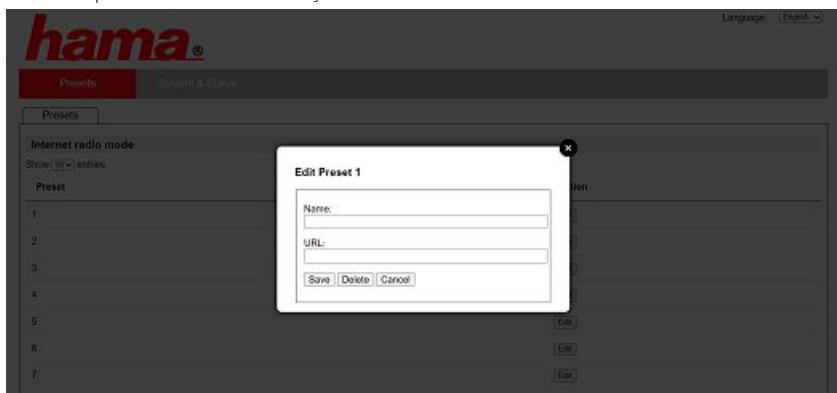 Language: English
hama®
Presets System & Status
Presets
Internet radio mode
Show 10 entries
Preset
1
2
3
4
5 Edit
6 Edit
7 Edit
Edit Preset 1
Name:
URL:
Save Delete Cancel